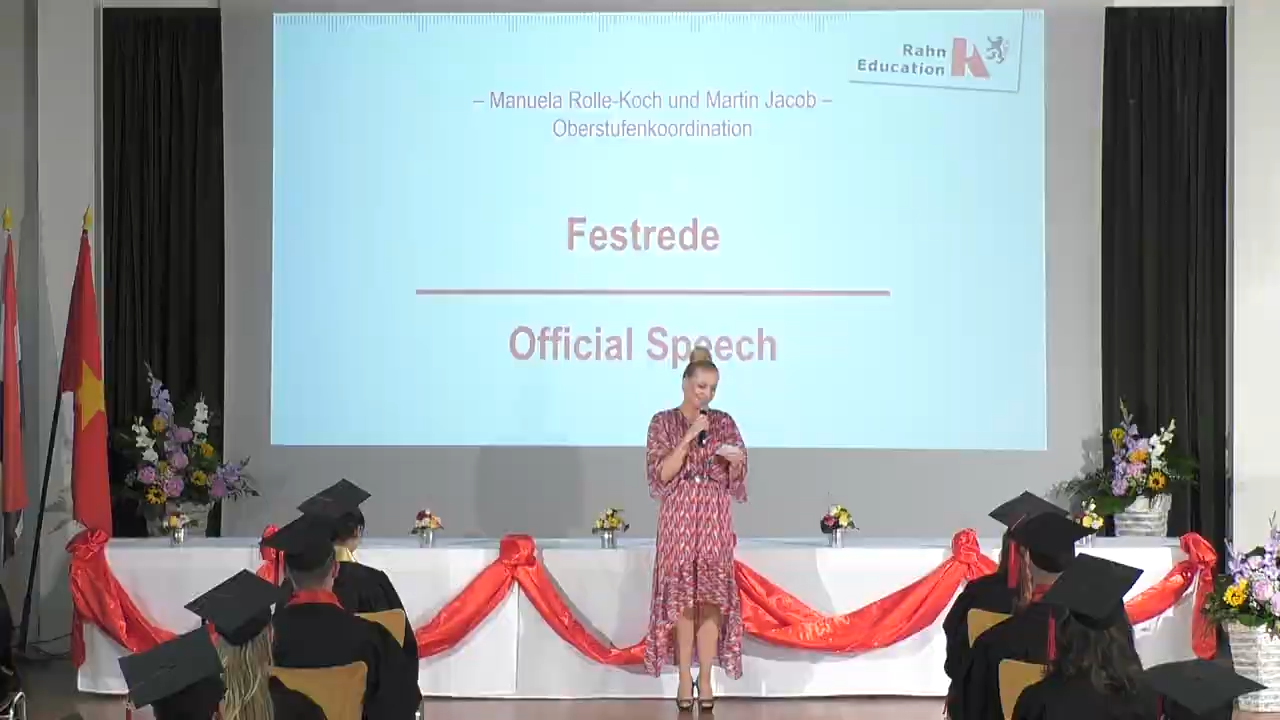 Rahn
Education
– Manuela Rolle-Koch und Martin Jacob –
Oberstufenkoordination
Festrede
Official Speech